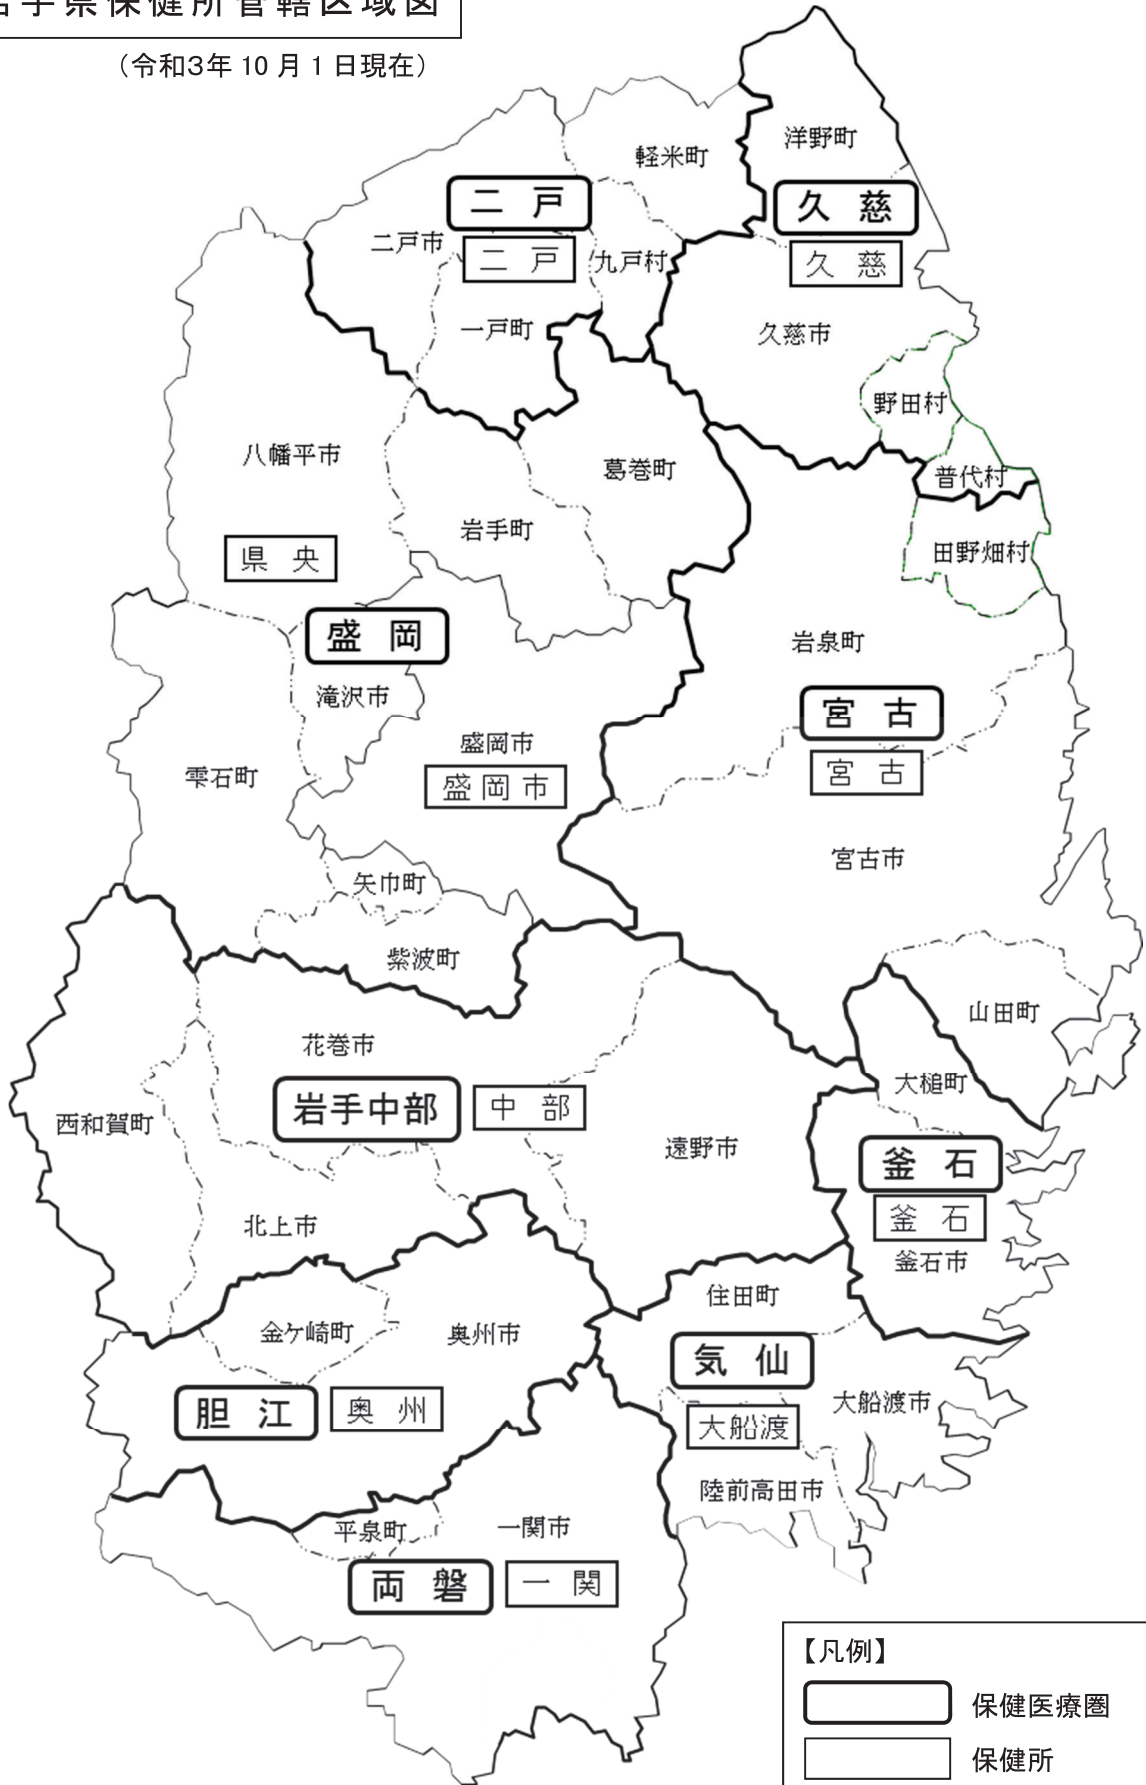 岩手県保健所管轄区域図
（令和3年 10 月 1 日現在）
洋野町
軽米町
二 戸
久 慈
二戸市
二 戸
九戸村
久 慈
一戸町
久慈市
野田村
八幡平市
葛巻町
普代村
岩手町
県 央
田野畑村
盛 岡
岩泉町
滝沢市
宮 古
盛岡市
雫石町
盛 岡 市
宮 古
宮古市
矢巾町
紫波町
山田町
花巻市
大槌町
岩手中部
中 部
西和賀町
遠野市
釜 石
釜 石
北上市
釜石市
住田町
金ケ崎町
奥州市
気 仙
胆 江
奥 州
大船渡市
大船渡
陸前高田市
平泉町
一関市
両 磐
一 関
【凡例】
保健医療圏
保健所